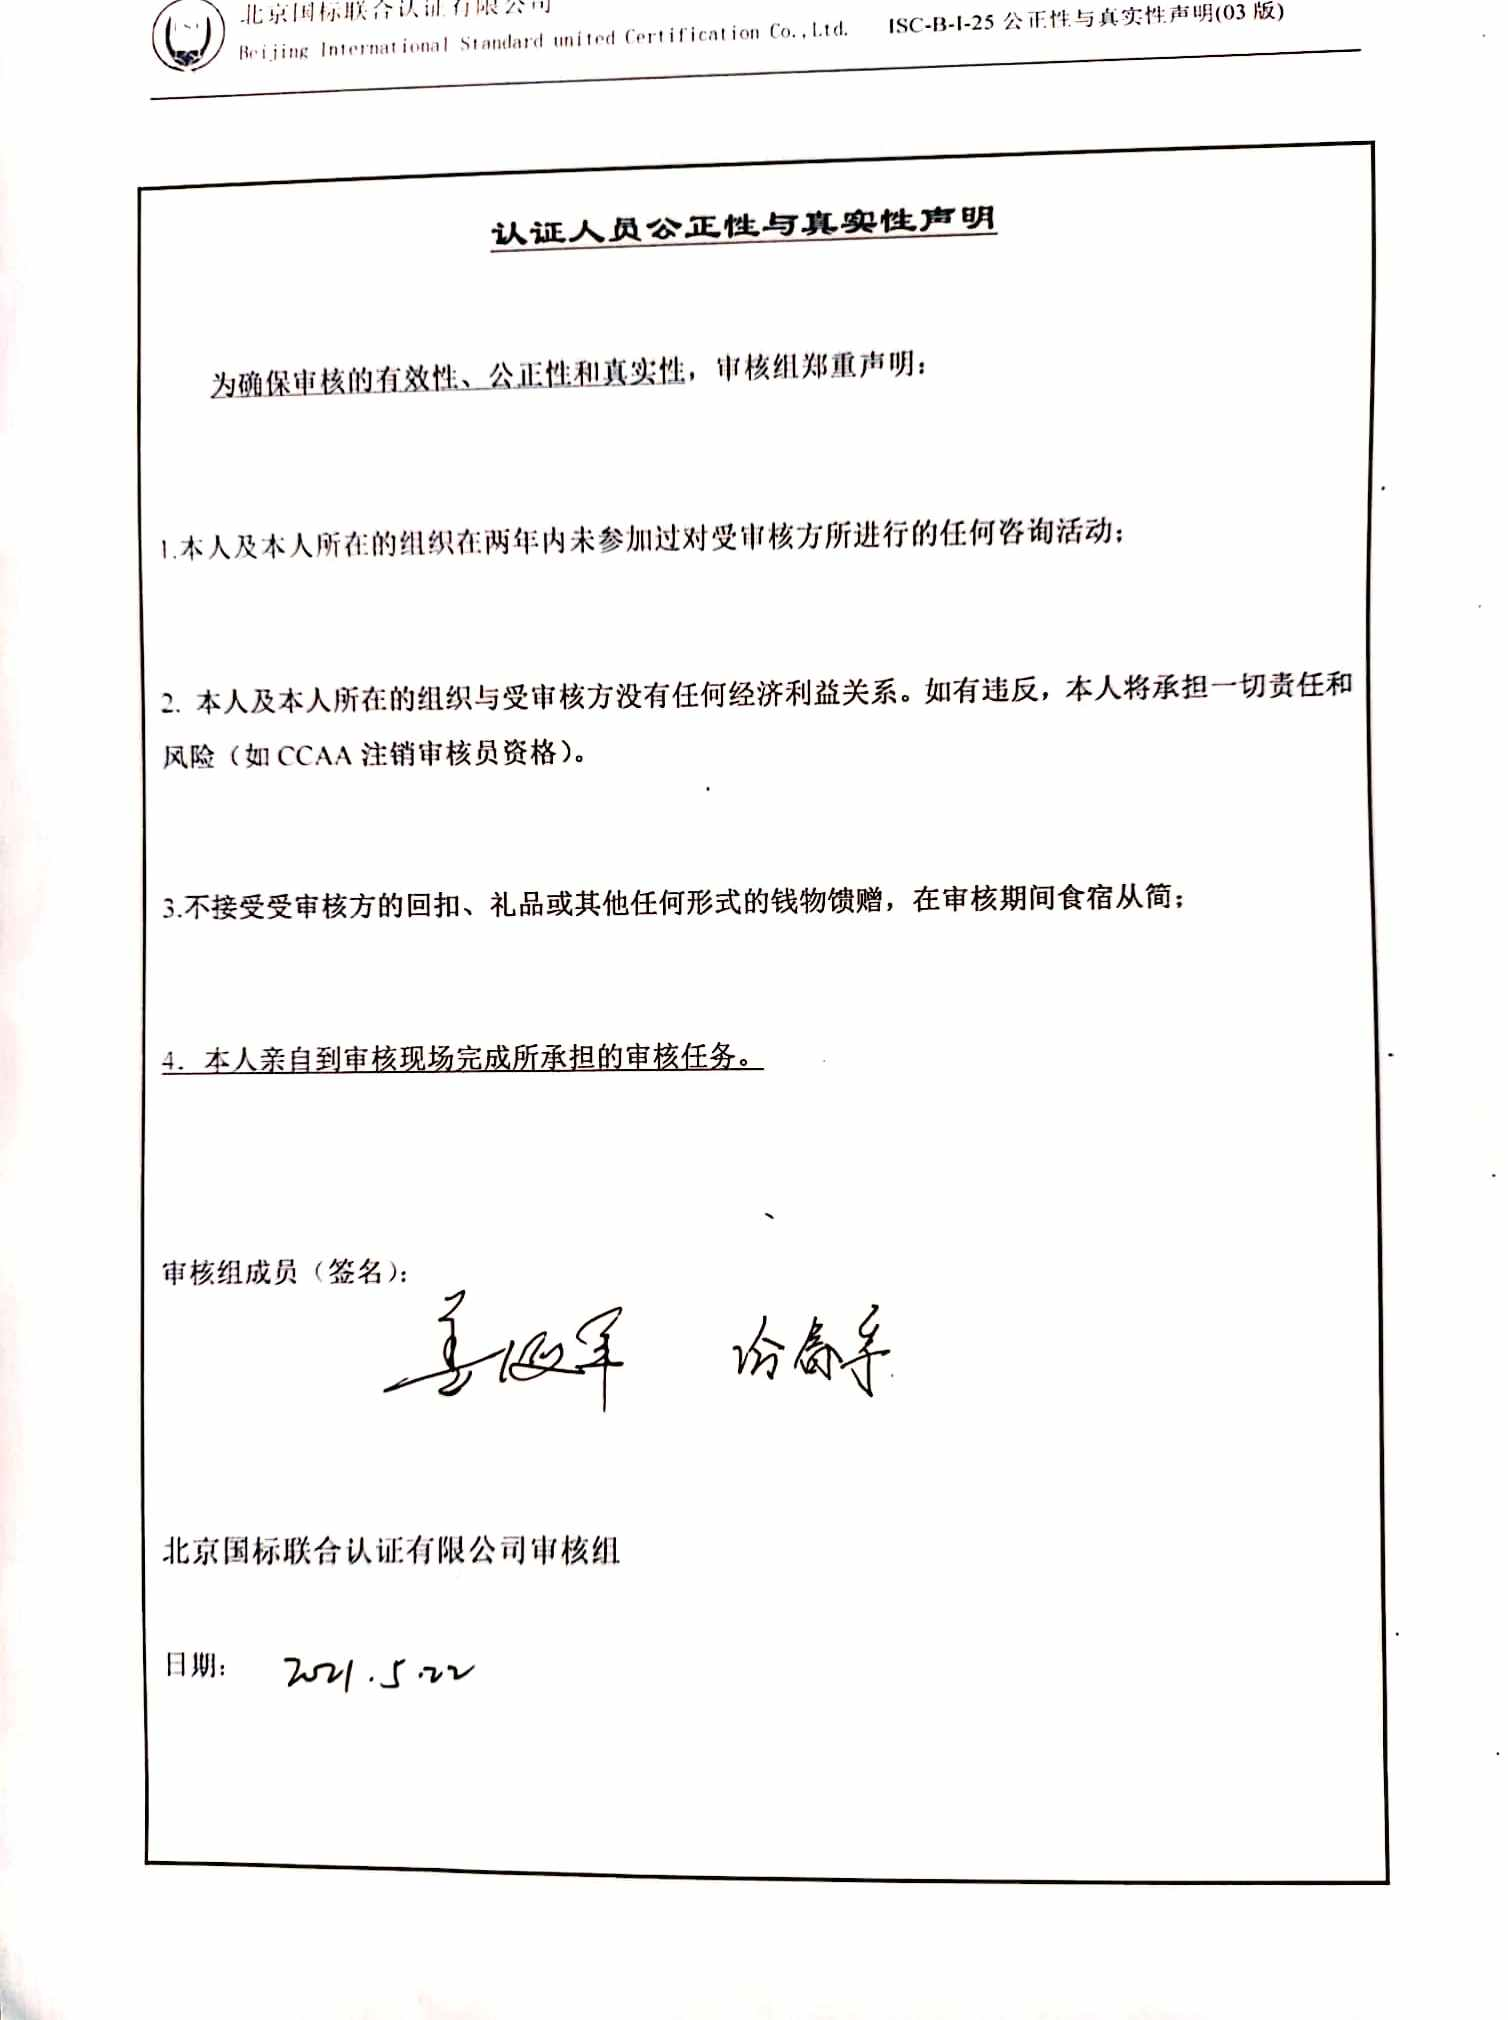 北京国标联合认证有限公司
Beijing International Standard united Certification Co.,Ltd. ISC-B-I-25 公正性与真实性声明(03 版)
认证人员公正性与真实性声明
为确保审核的有效性、公正性和真实性，审核组郑重声明：
1.本人及本人所在的组织在两年内未参加过对受审核方所进行的任何咨询活动；
2. 本人及本人所在的组织与受审核方没有任何经济利益关系。如有违反，本人将承担一切责任和
风险（如 CCAA 注销审核员资格）。
3.不接受受审核方的回扣、礼品或其他任何形式的钱物馈赠，在审核期间食宿从简；
4. 本人亲自到审核现场完成所承担的审核任务。
审核组成员（签名）：
北京国标联合认证有限公司审核组
日期： 2021.5.22